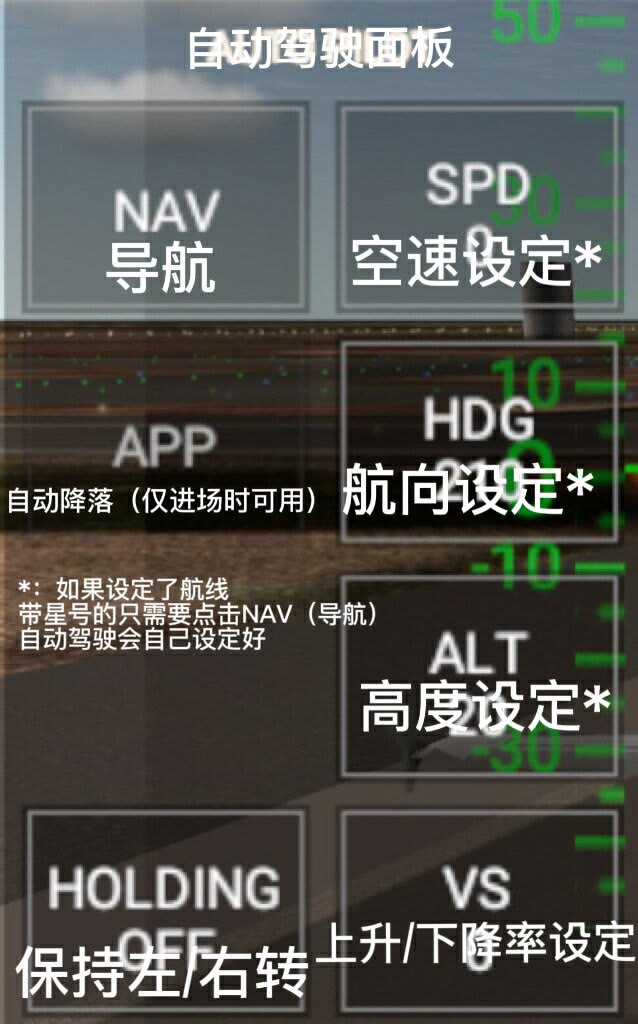 自动驾驶面板
50
NAV
导航
SPD
30
0
空速设定*
10
APP
自动降落（仅进场时可用）
HDG
航向设定*
0
-10
*：如果设定了航线
带星号的只需要点击NAV（导航）
自动驾驶会自己设定好
ALT
高度设定*
-30
HOLDING
OFF
保持左/右转
VS
0
上升/下降率设定